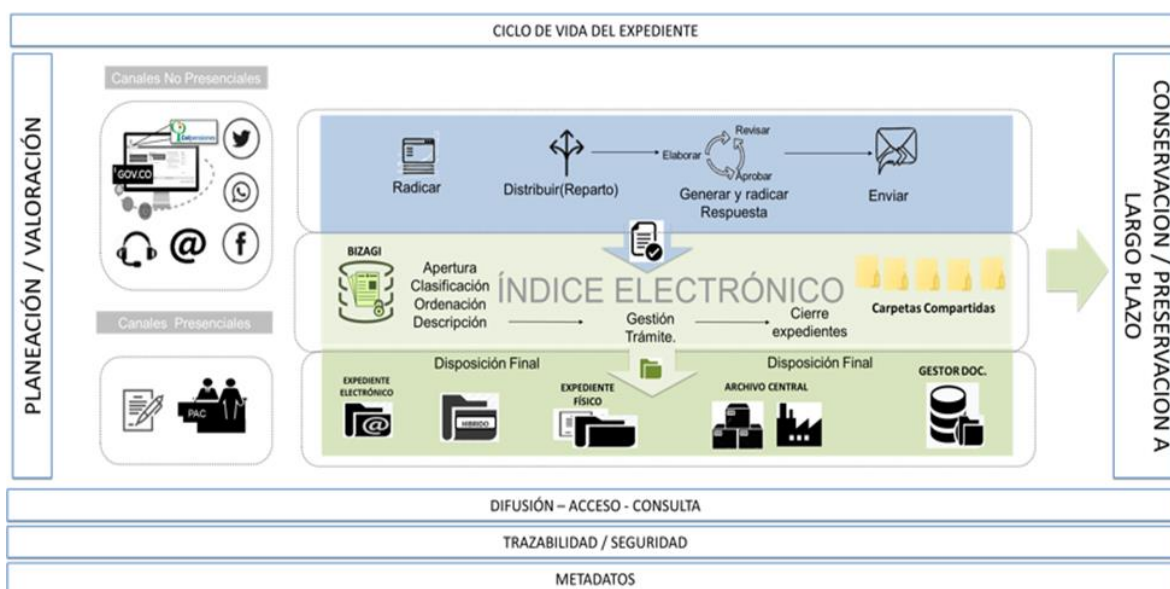 CICLO DE VIDA DEL EXPEDIENTE
PLANEACIÓN / VALORACIÓN
Canales No Presenciales
Colpensiones
GOV.CO
@
f
Canales Presenciales
PAC
Radicar
Distribuir(Reparto)
Elaborar
Revisar
Aprobar
Generar y radicar
Respuesta
Enviar
BIZAGI
Apertura
Clasificación
Ordenación
Descripción
ÍNDICE ELECTRÓNICO
Gestión
Trámite.
Cierre
expedientes
Carpetas Compartidas
Disposición Final
Disposición Final
EXPEDIENTE
ELECTRÓNICO
@
HIBRIDO
EXPEDIENTE
FÍSICO
ARCHIVO CENTRAL
GESTOR DOC.
CONSERVACION / PRESERVACIÓN A
LARGO PLAZO
DIFUSIÓN – ACCESO - CONSULTA
TRAZABILIDAD / SEGURIDAD
METADATOS